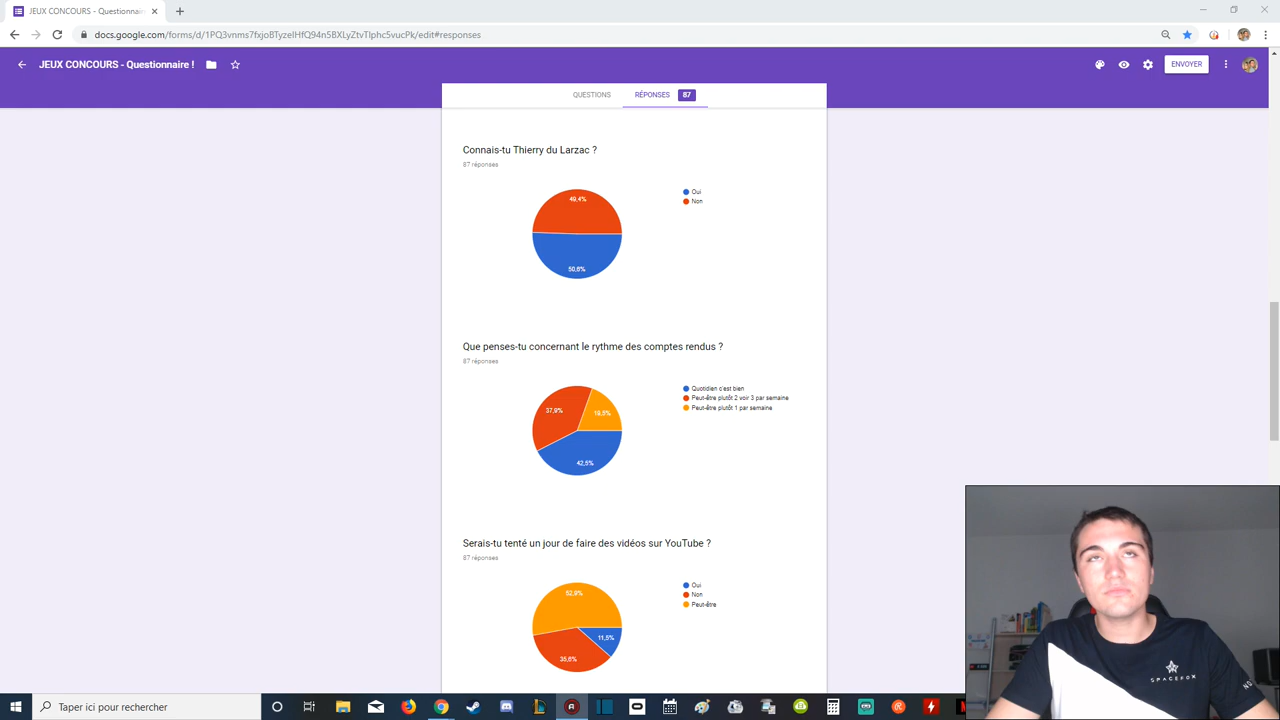 JEUX CONCOURS - Questionnair
docs.google.com/forms/d/1PQ3vnms7fxjoBTyzeIHfQ94n5BXLyZtvTIphc5vucPk/edit#responses
JEUX CONCOURS - Questionnaire !
ENVOYER
QUESTIONS
RÉPONSES 87
Connais-tu Thierry du Larzac ?
87 réponses
49,4%
50,6%
Oui
Non
Que penses-tu concernant le rythme des comptes rendus ?
87 réponses
37,9%
19,5%
42,5%
Quotidien c'est bien
Peut-être plutôt 2 voir 3 par semaine
Peut-être plutôt 1 par semaine
Serais-tu tenté un jour de faire des vidéos sur YouTube ?
87 réponses
52,9%
11,5%
35,6%
Oui
Non
Peut-être
SPACEFOX
Taper ici pour rechercher